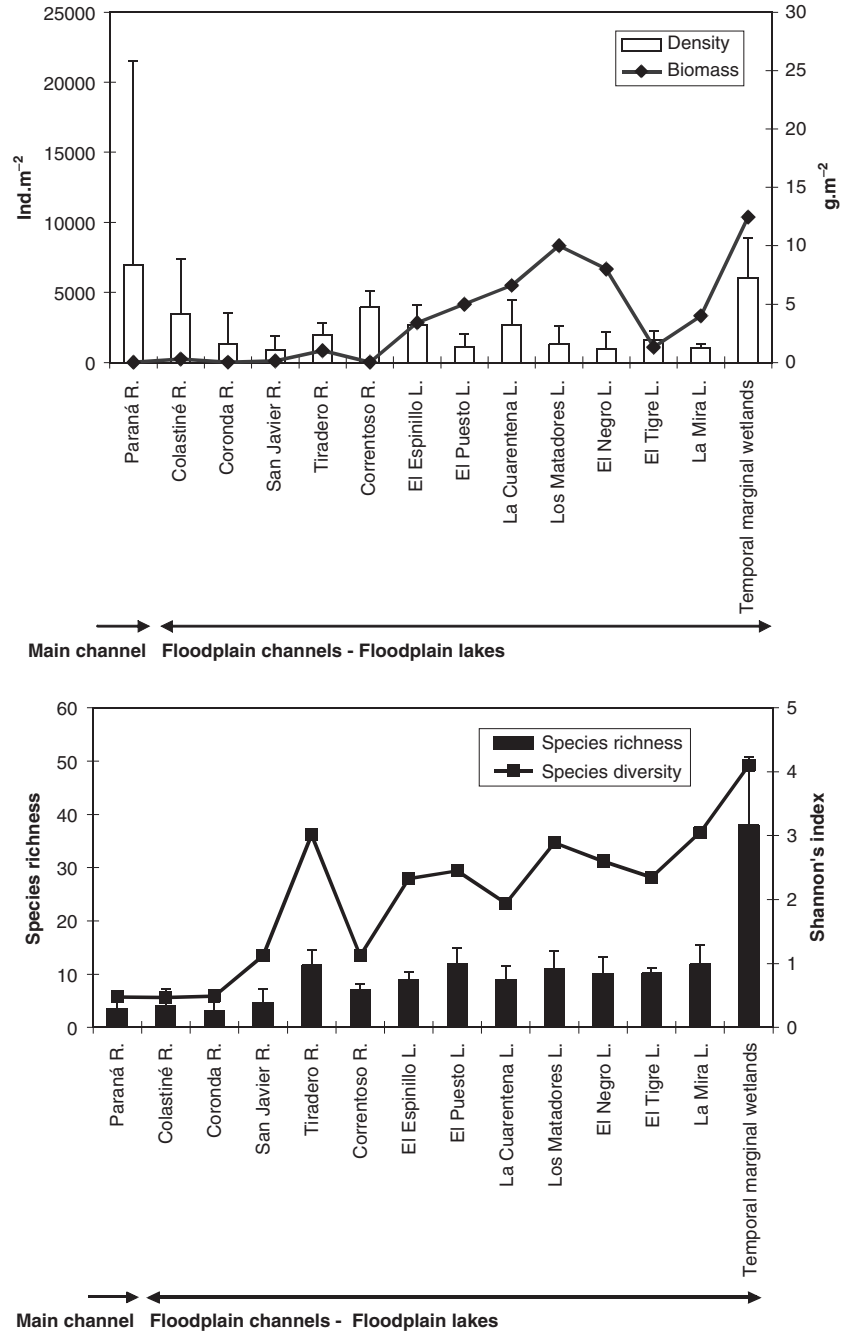 25000
20000
15000
10000
5000
0
Ind.m⁻²
30
25
20
15
10
5
0
g.m⁻²
Density
Biomass
Paraná R.
Colastiné R.
Coronda R.
San Javier R.
Tiradero R.
Correntoso R.
El Espinillo L.
El Puesto L.
La Cuarentena L.
Los Matadores L.
El Negro L.
El Tigre L.
La Mira L.
Temporal marginal wetlands
Main channel Floodplain channels - Floodplain lakes
60
50
40
30
20
10
0
Species richness
5
4
3
2
1
0
Shannon's index
Species richness
Species diversity
Paraná R.
Colastiné R.
Coronda R.
San Javier R.
Tiradero R.
Correntoso R.
El Espinillo L.
El Puesto L.
La Cuarentena L.
Los Matadores L.
El Negro L.
El Tigre L.
La Mira L.
Temporal marginal wetlands
Main channel Floodplain channels - Floodplain lakes